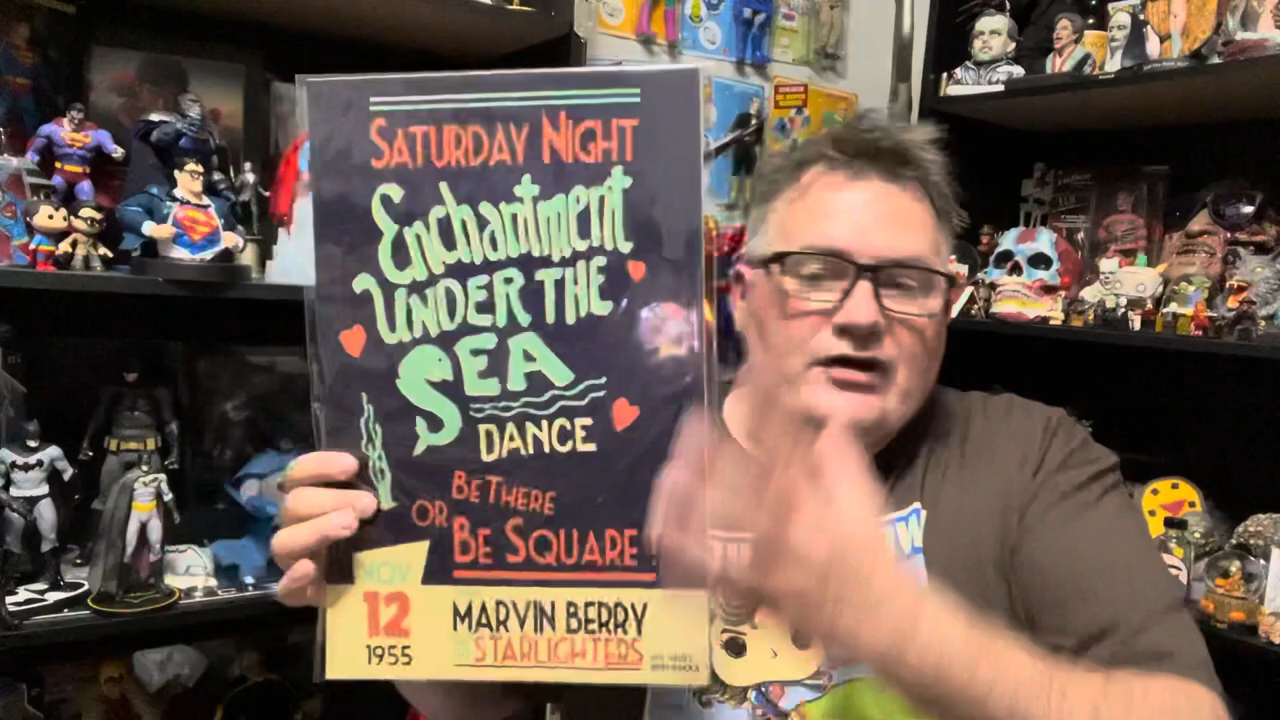 SATURDAY NIGHT
Enchantment
UNDER THE
SEA
DANCE
BE THERE
OR BE SQUARE
NOV
12
1955
MARVIN BERRY
STARLIGHTERS